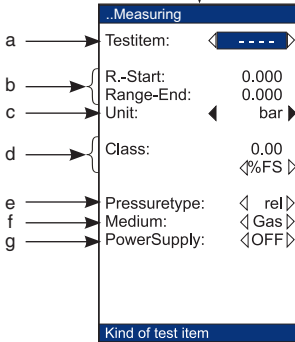 ..Measuring
a Testitem: - - - -
b R.-Start: 0.000
Range-End: 0.000
c Unit: bar
d Class: 0.00
%FS
e Pressuretype: rel
f Medium: Gas
g PowerSupply: OFF
Kind of test item